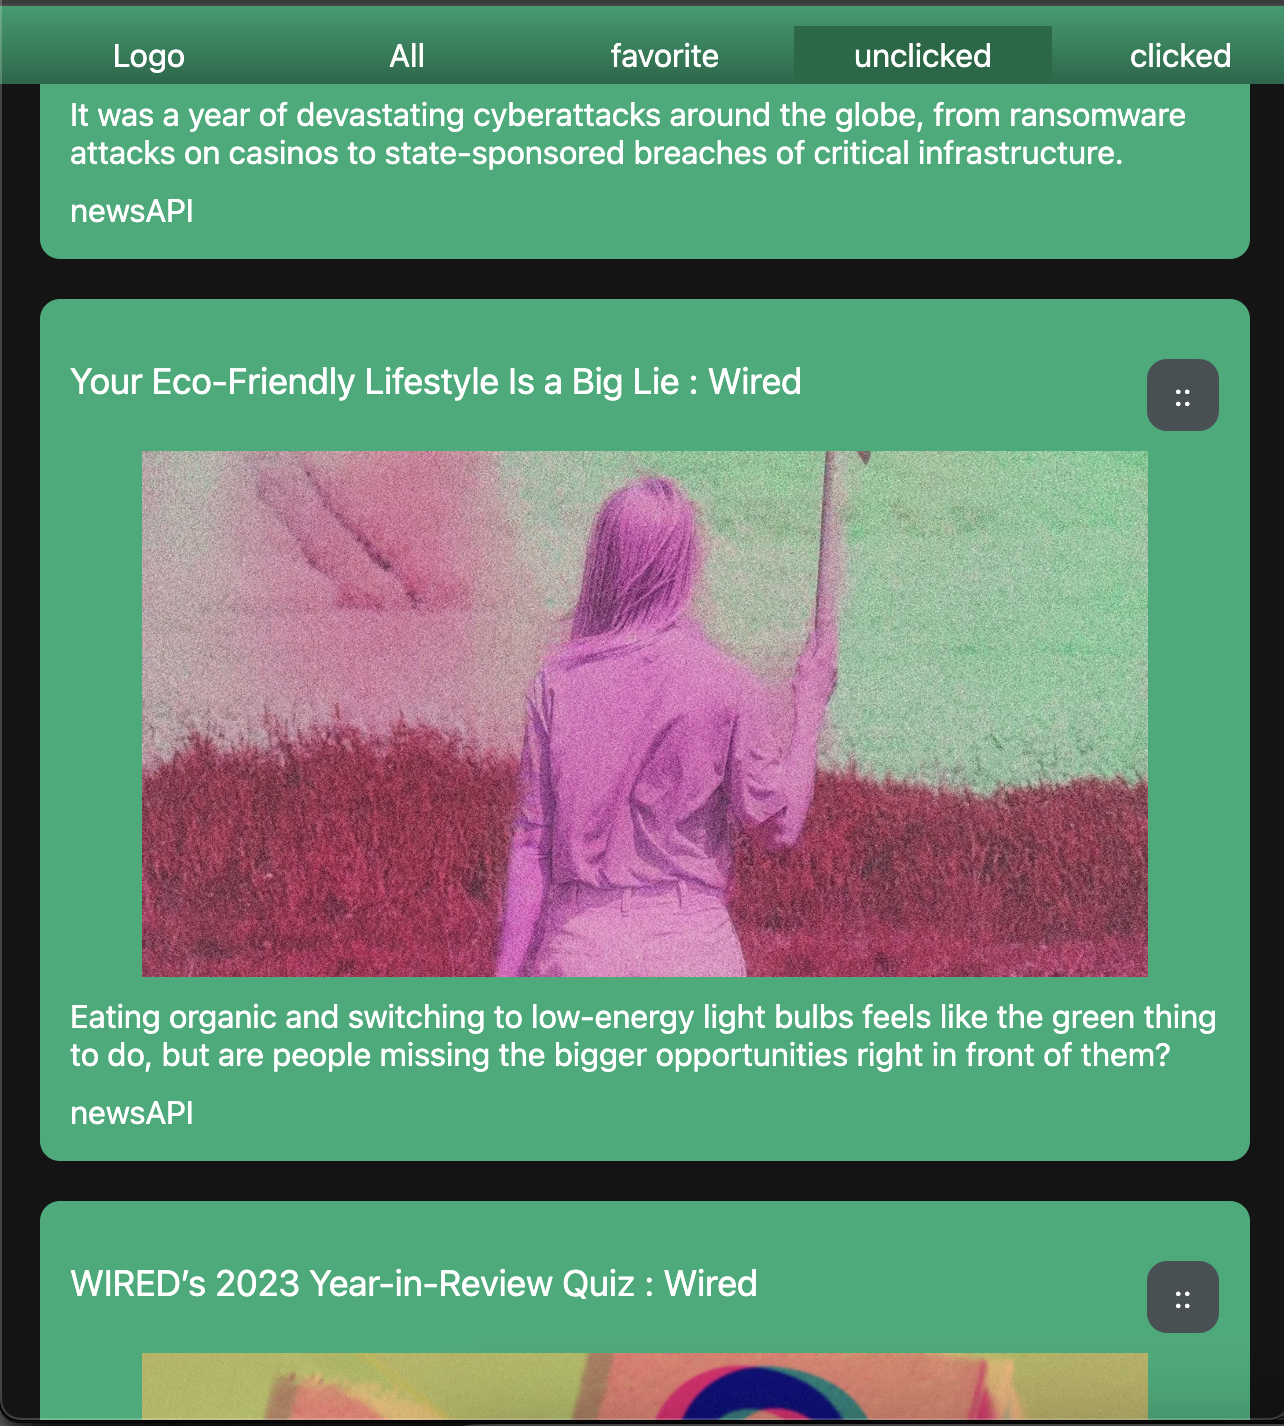 Logo
All
favorite
unclicked
clicked
It was a year of devastating cyberattacks around the globe, from ransomware
attacks on casinos to state-sponsored breaches of critical infrastructure.
newsAPI
Your Eco-Friendly Lifestyle Is a Big Lie : Wired
::
Eating organic and switching to low-energy light bulbs feels like the green thing
to do, but are people missing the bigger opportunities right in front of them?
newsAPI
WIRED’s 2023 Year-in-Review Quiz : Wired
::